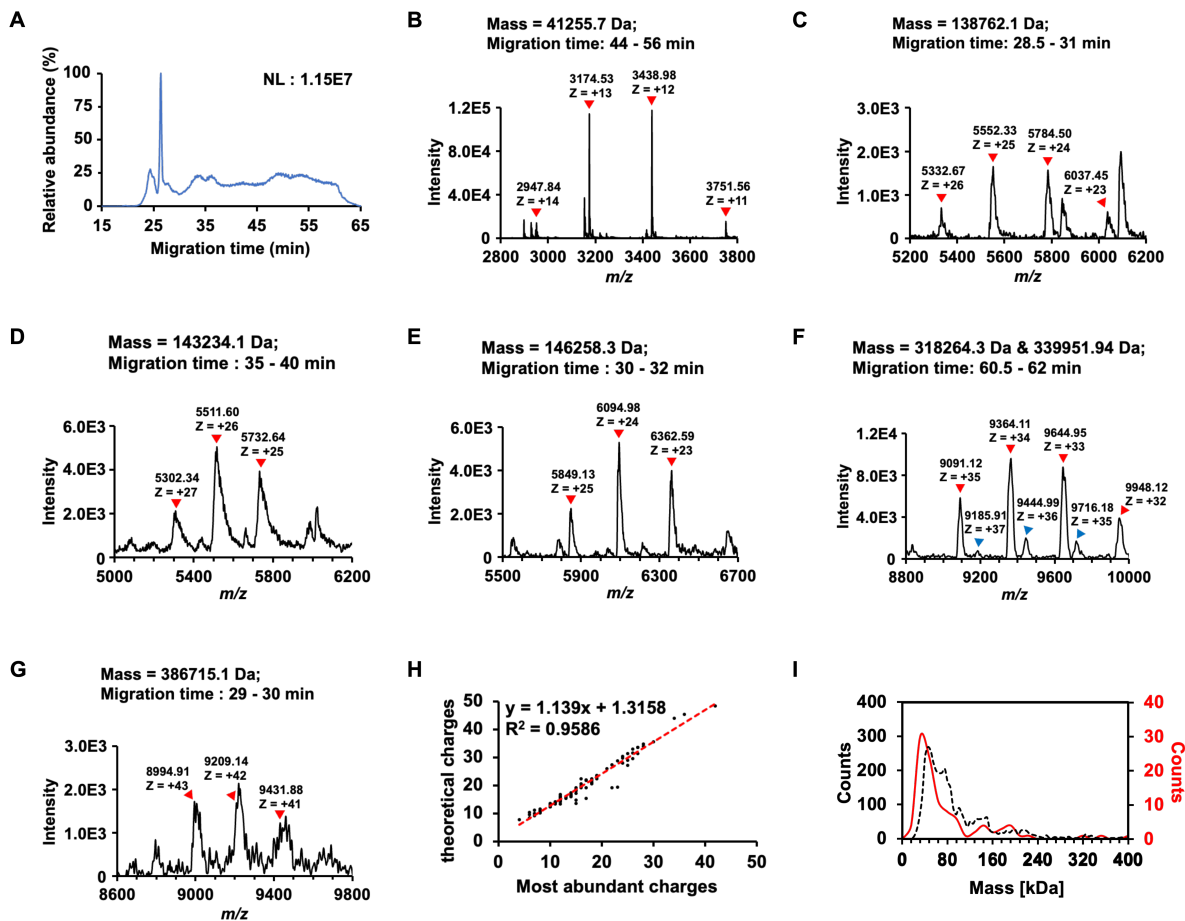 A
Relative abundance (%)
100
75
50
25
0
NL : 1.15E7
15 25 35 45 55 65
Migration time (min)
B
Mass = 41255.7 Da;
Migration time: 44 - 56 min
Intensity
1.2E5
8.0E4
4.0E4
0
2947.84
Z = +14
3174.53
Z = +13
3438.98
Z = +12
3751.56
Z = +11
2800 3000 3200 3400 3600 3800
m/z
C
Mass = 138762.1 Da;
Migration time: 28.5 - 31 min
Intensity
3.0E3
2.0E3
1.0E3
0
5332.67
Z = +26
5552.33
Z = +25
5784.50
Z = +24
6037.45
Z = +23
5200 5400 5600 5800 6000 6200
m/z
D
Mass = 143234.1 Da;
Migration time : 35 - 40 min
Intensity
6.0E3
4.0E3
2.0E3
0
5302.34
Z = +27
5511.60
Z = +26
5732.64
Z = +25
5000 5400 5800 6200
m/z
E
Mass = 146258.3 Da;
Migration time : 30 - 32 min
Intensity
6.0E3
4.0E3
2.0E3
0
5849.13
Z = +25
6094.98
Z = +24
6362.59
Z = +23
5500 5900 6300 6700
m/z
F
Mass = 318264.3 Da & 339951.94 Da;
Migration time: 60.5 - 62 min
Intensity
1.2E4
8.0E3
4.0E3
0
9091.12
Z = +35
9185.91
Z = +37
9364.11
Z = +34
9444.99
Z = +36
9644.95
Z = +33
9716.18
Z = +35
9948.12
Z = +32
8800 9200 9600 10000
m/z
G
Mass = 386715.1 Da;
Migration time : 29 - 30 min
Intensity
3.0E3
2.0E3
1.0E3
0
8994.91
Z = +43
9209.14
Z = +42
9431.88
Z = +41
8600 9000 9400 9800
m/z
H
theoretical charges
50
40
30
20
10
0
y = 1.139x + 1.3158
R² = 0.9586
0 10 20 30 40 50
Most abundant charges
I
Counts
400
300
200
100
0
40
30
20
10
0
Counts
0 80 160 240 320 400
Mass [kDa]